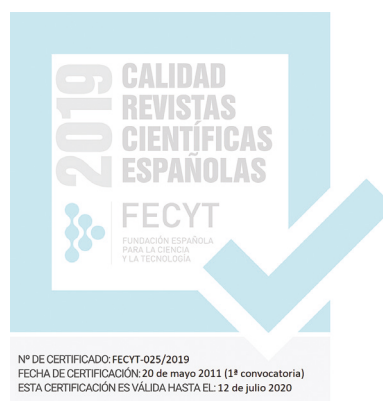 2019
CALIDAD
REVISTAS
CIENTÍFICAS
ESPAÑOLAS
FECYT
FUNDACIÓN ESPAÑOLA
PARA LA CIENCIA
Y LA TECNOLOGÍA
Nº DE CERTIFICADO: FECYT-025/2019
FECHA DE CERTIFICACIÓN: 20 de mayo 2011 (1ª convocatoria)
ESTA CERTIFICACIÓN ES VÁLIDA HASTA EL: 12 de julio 2020